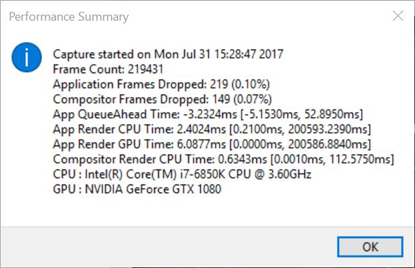 Performance Summary
Capture started on Mon Jul 31 15:28:47 2017
Frame Count: 219431
Application Frames Dropped: 219 (0.10%)
Compositor Frames Dropped: 149 (0.07%)
App QueueAhead Time: -3.2324ms [-5.1530ms, 52.8950ms]
App Render CPU Time: 2.4024ms [0.2100ms, 200593.2390ms]
App Render GPU Time: 6.0877ms [0.0000ms, 200586.8840ms]
Compositor Render CPU Time: 0.6343ms [0.0010ms, 112.5750ms]
CPU : Intel(R) Core(TM) i7-6850K CPU @ 3.60GHz
GPU : NVIDIA GeForce GTX 1080
OK